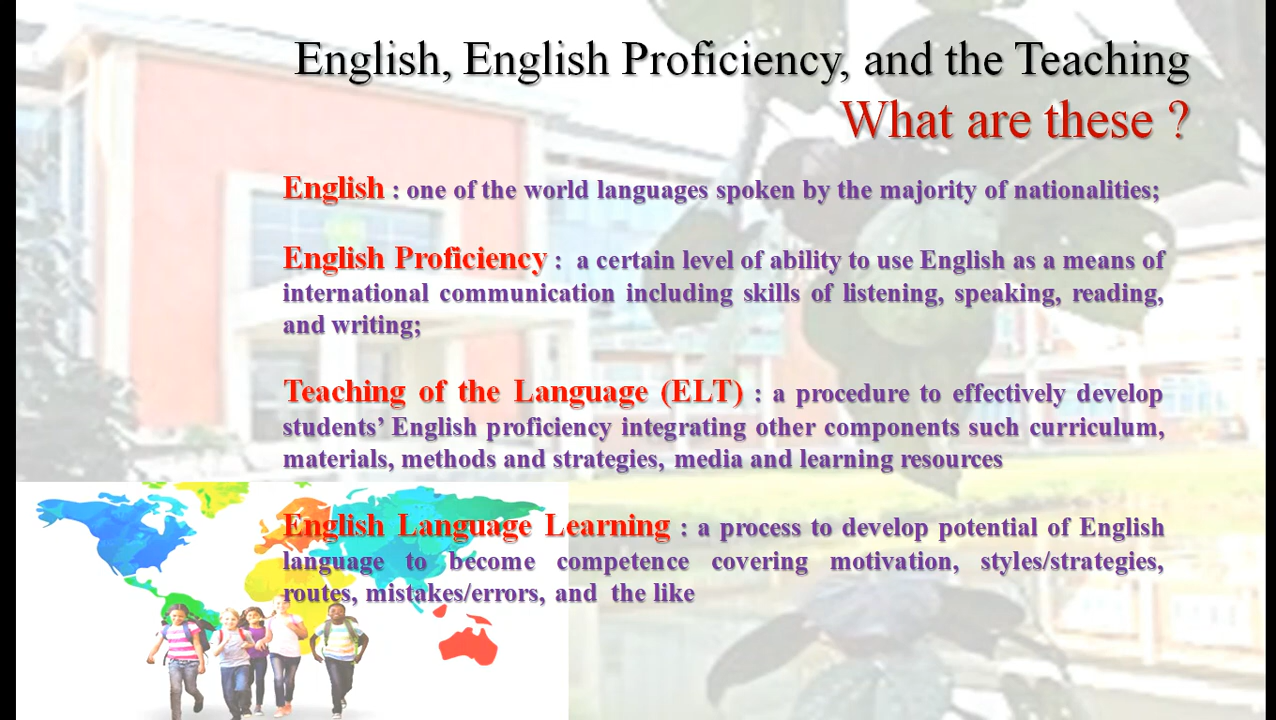 English, English Proficiency, and the Teaching
What are these ?
English : one of the world languages spoken by the majority of nationalities;
English Proficiency : a certain level of ability to use English as a means of
international communication including skills of listening, speaking, reading,
and writing;
Teaching of the Language (ELT) : a procedure to effectively develop
students’ English proficiency integrating other components such curriculum,
materials, methods and strategies, media and learning resources
English Language Learning : a process to develop potential of English
language to become competence covering motivation, styles/strategies,
routes, mistakes/errors, and the like